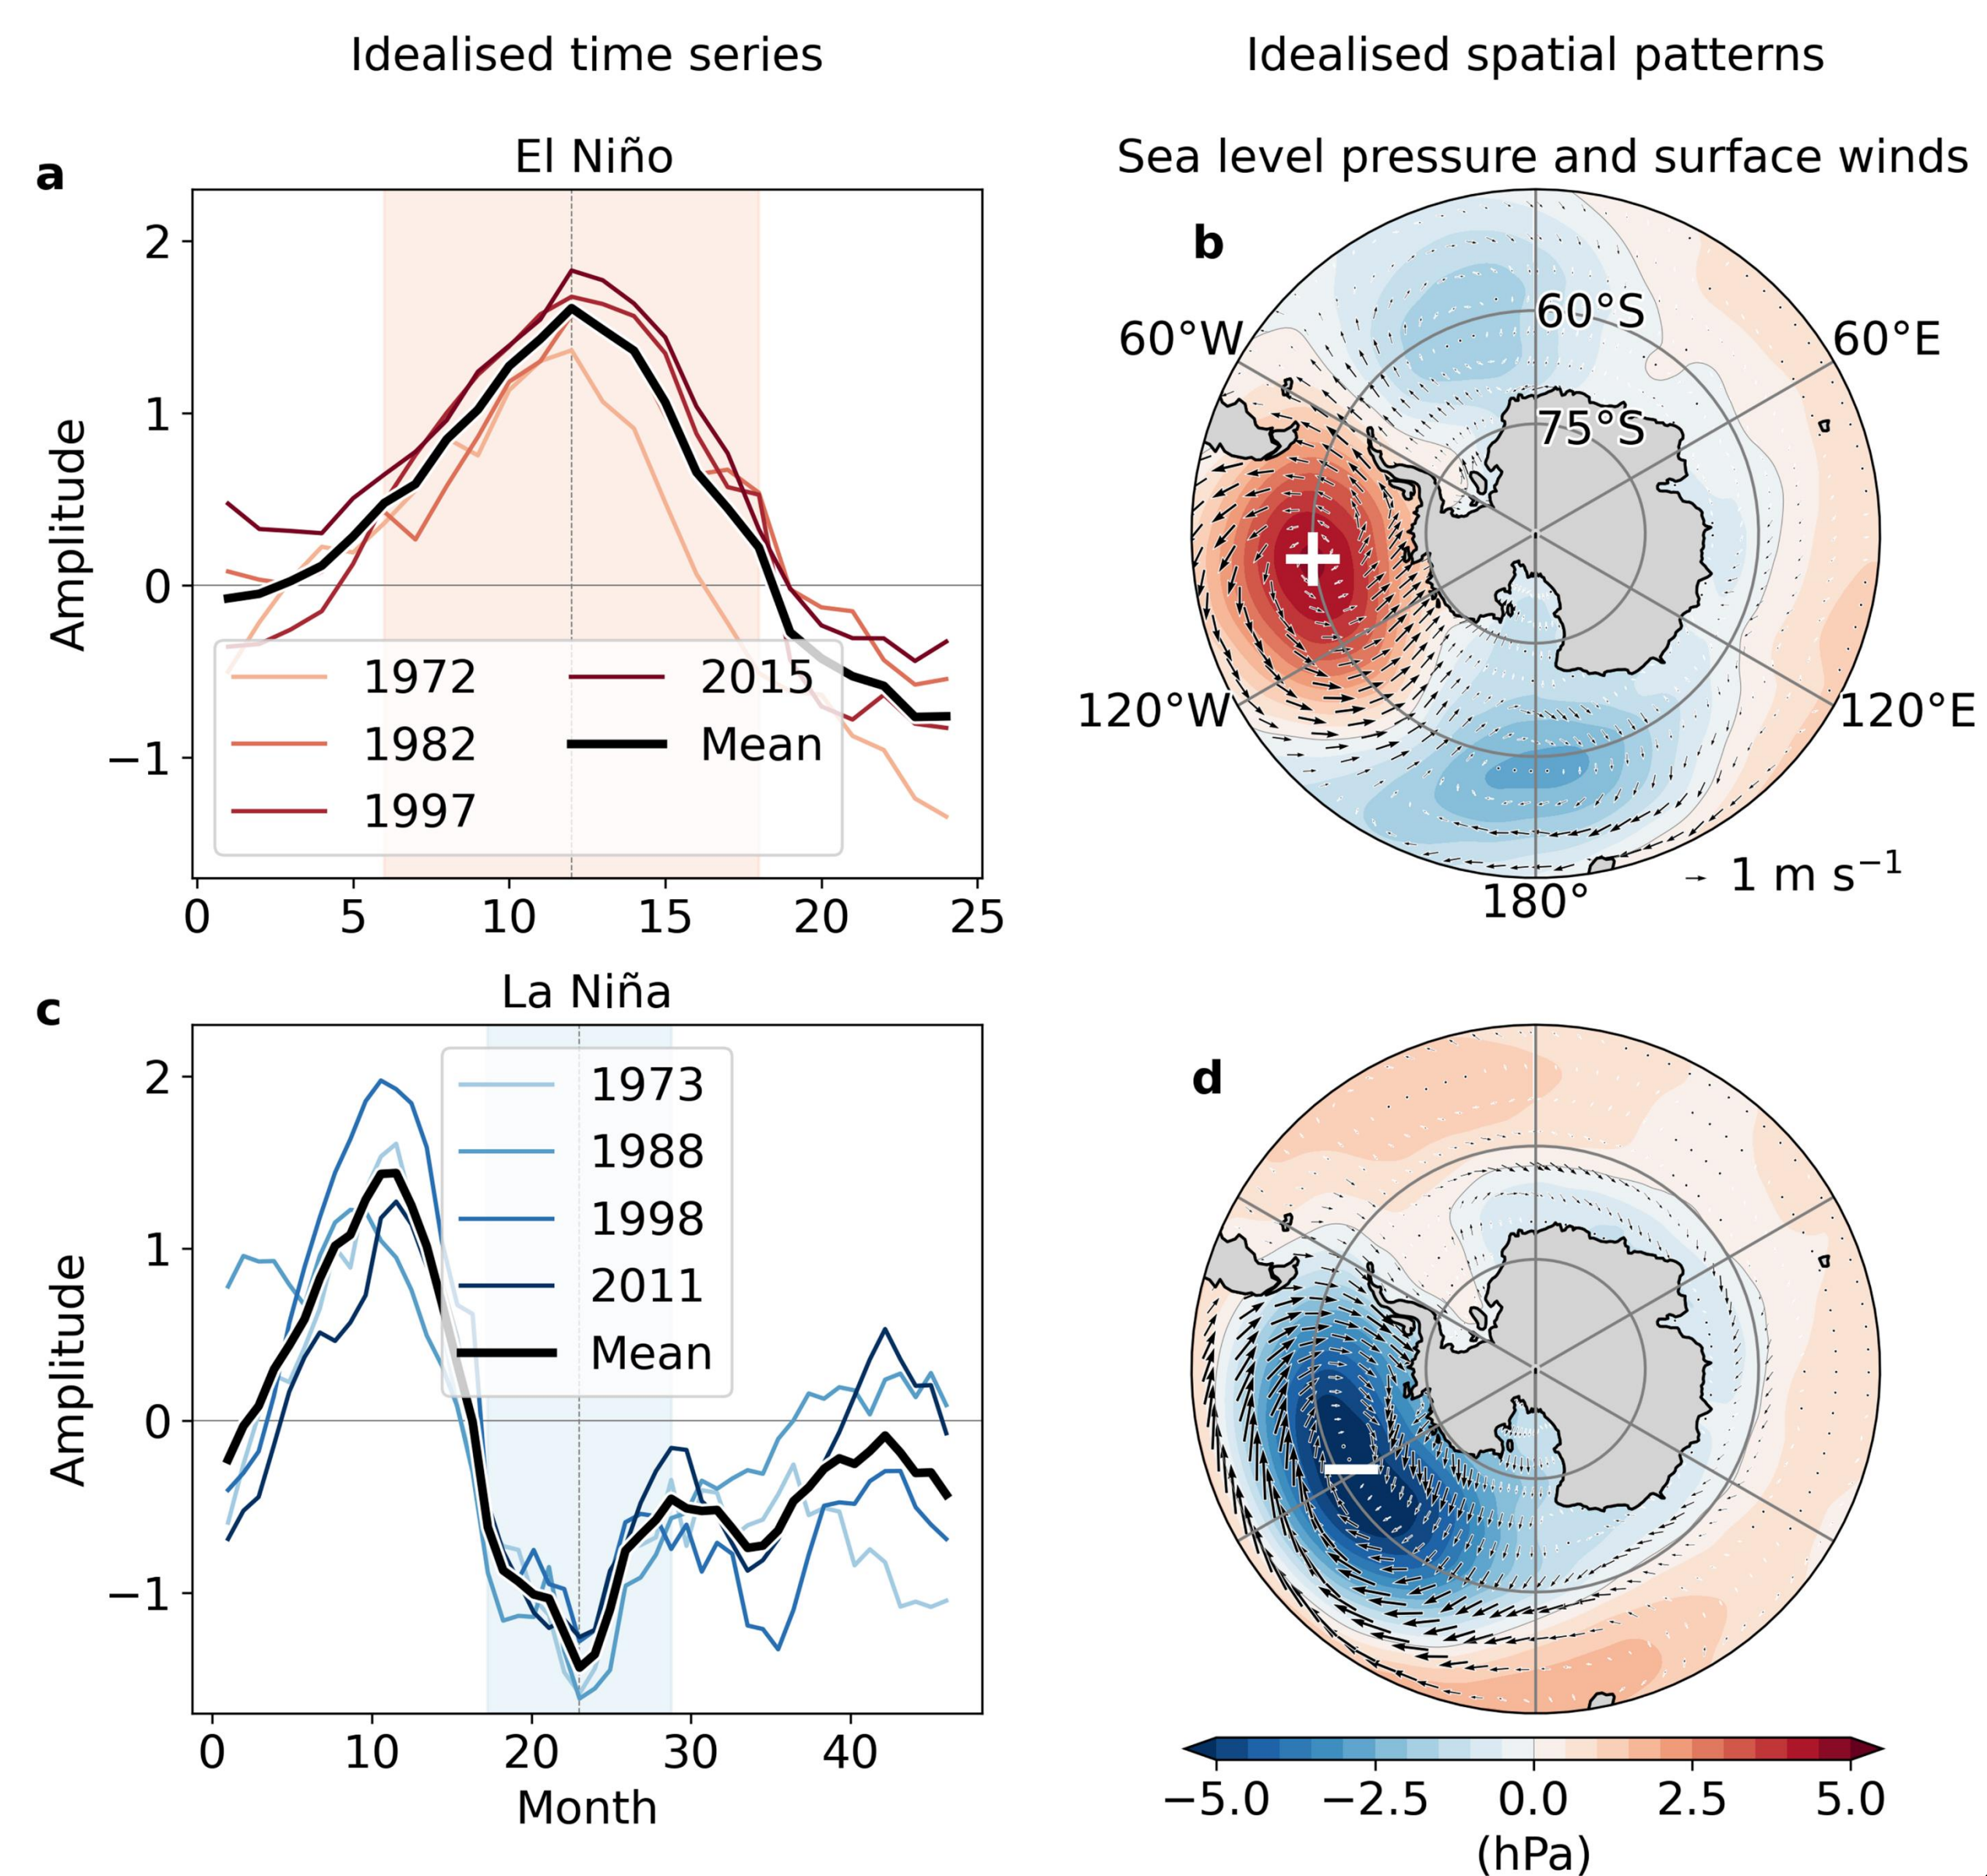 Idealised time series
Idealised spatial patterns
a
El Niño
Sea level pressure and surface winds
b
Amplitude
2
1
0
−1
1972
1982
1997
2015
Mean
0 5 10 15 20 25
60°W
60°S
75°S
60°E
120°W
120°E
180°
1 m s⁻¹
c
La Niña
d
Amplitude
2
1
0
−1
1973
1988
1998
2011
Mean
0 10 20 30 40
Month
−5.0 −2.5 0.0 2.5 5.0
(hPa)